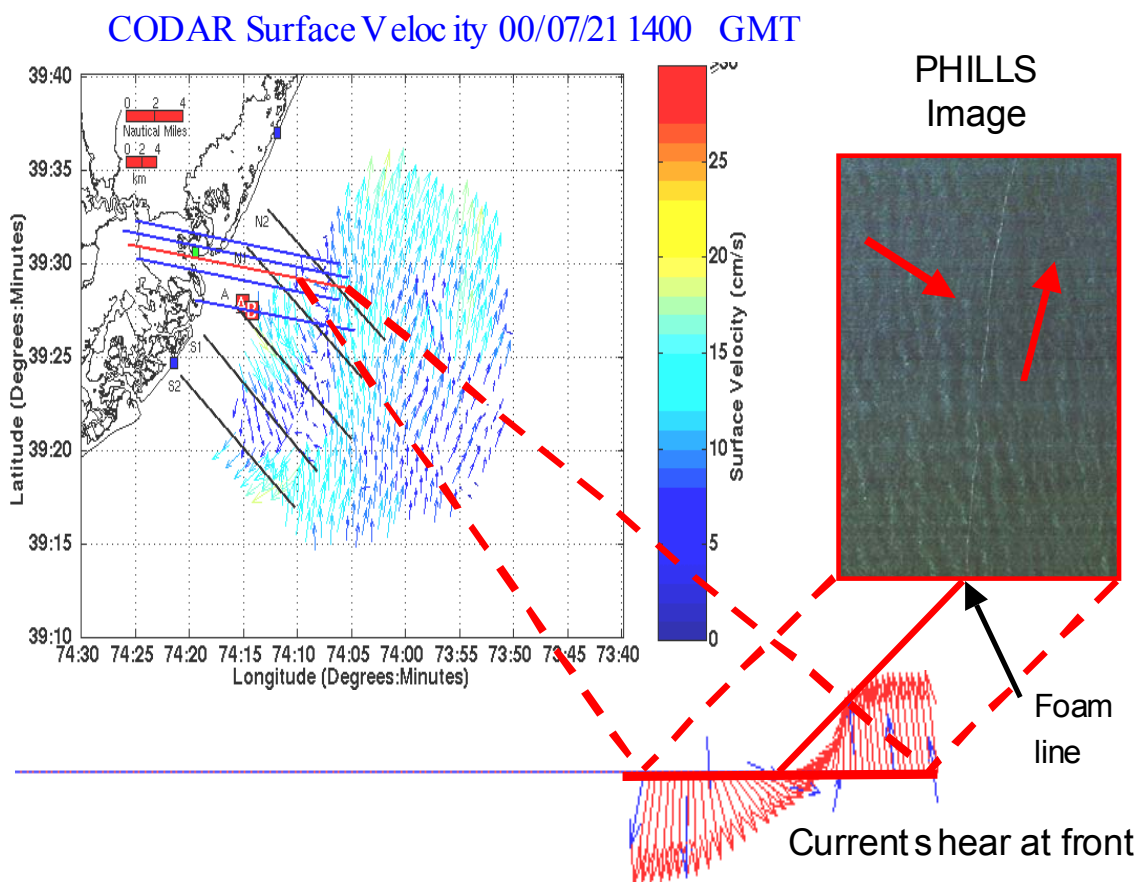 CODAR Surface Velocity 00/07/21 1400 GMT
PHILLS
Image
39:40
39:35
39:30
39:25
39:20
39:15
39:10
Latitude (Degrees:Minutes)
0 2 4
Nautical Miles
0 2 4
km
N2
N1
A
A
B
S1
S2
74:30 74:25 74:20 74:15 74:10 74:05 74:00 73:55 73:50 73:45 73:40
Longitude (Degrees:Minutes)
25
20
15
10
5
0
Surface Velocity (cm/s)
Foam
line
Current shear at front